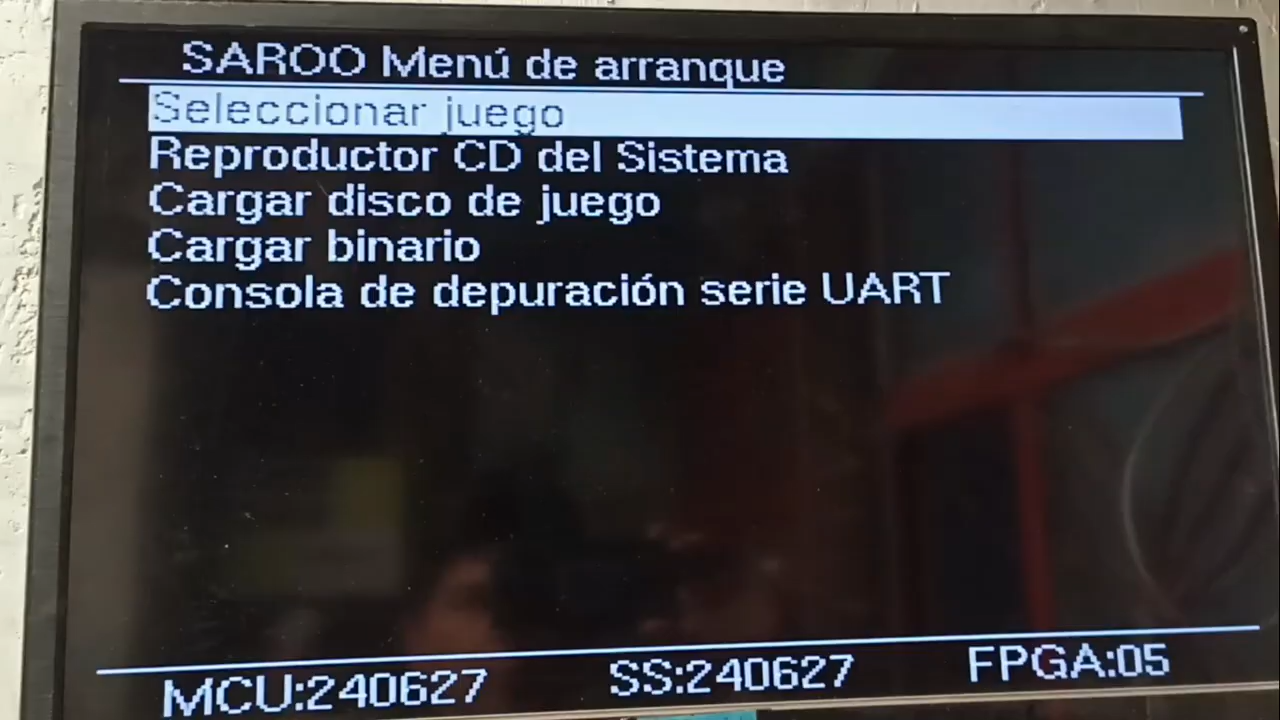 SAROO Menú de arranque
Seleccionar juego
Reproductor CD del Sistema
Cargar disco de juego
Cargar binario
Consola de depuración serie UART
MCU:240627 SS:240627 FPGA:05